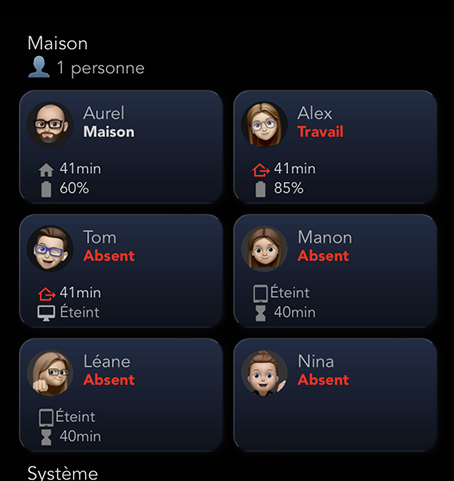 Maison
1 personne
Aurel
Maison
41min
60%
Alex
Travail
41min
85%
Tom
Absent
41min
Éteint
Manon
Absent
Éteint
40min
Léane
Absent
Éteint
40min
Nina
Absent
Système